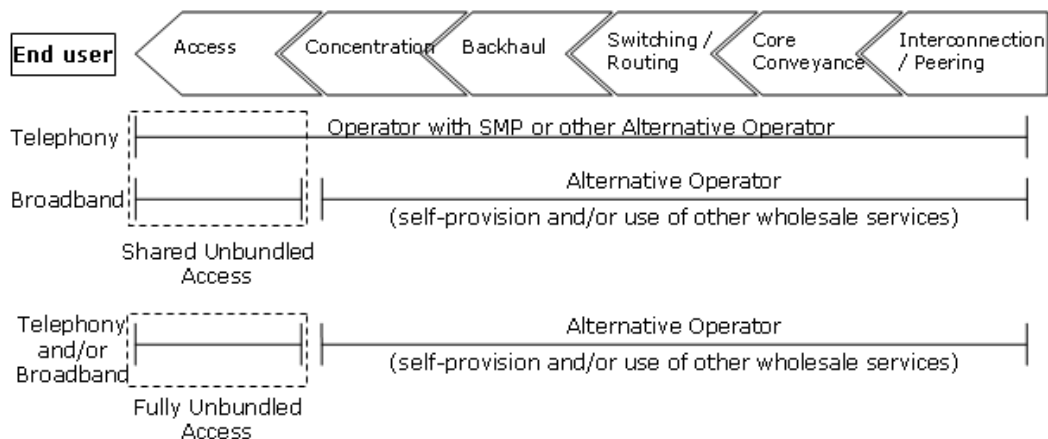 End user
Access
Concentration
Backhaul
Switching /
Routing
Core
Conveyance
Interconnection
/ Peering
Telephony
Operator with SMP or other Alternative Operator
Broadband
Alternative Operator
(self-provision and/or use of other wholesale services)
Shared Unbundled
Access
Telephony
and/or
Broadband
Alternative Operator
(self-provision and/or use of other wholesale services)
Fully Unbundled
Access